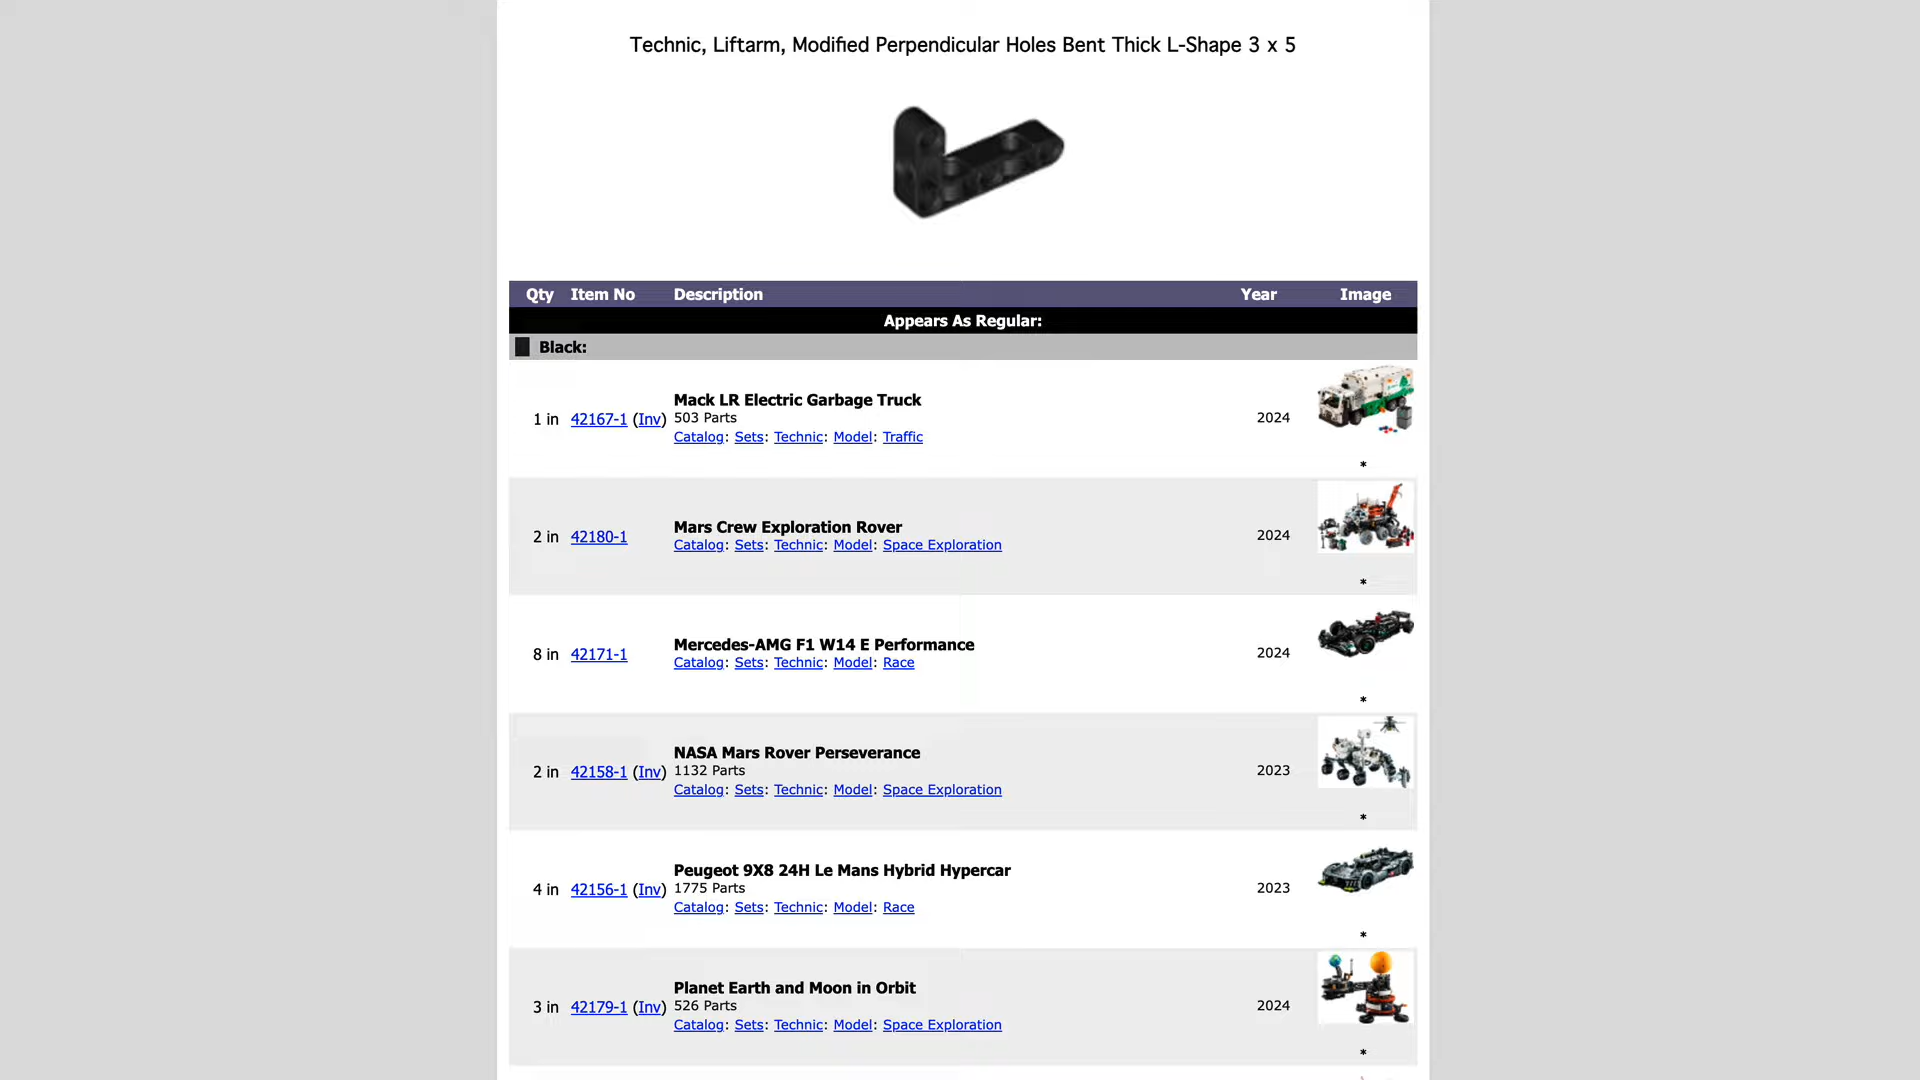 Technic, Liftarm, Modified Perpendicular Holes Bent Thick L-Shape 3 x 5
Qty Item No Description Year Image
Appears As Regular:
Black:
1 in 42167-1 (Inv) Mack LR Electric Garbage Truck
503 Parts
Catalog: Sets: Technic: Model: Traffic
2024
*
2 in 42180-1 Mars Crew Exploration Rover
Catalog: Sets: Technic: Model: Space Exploration
2024
*
8 in 42171-1 Mercedes-AMG F1 W14 E Performance
Catalog: Sets: Technic: Model: Race
2024
*
2 in 42158-1 (Inv) NASA Mars Rover Perseverance
1132 Parts
Catalog: Sets: Technic: Model: Space Exploration
2023
*
4 in 42156-1 (Inv) Peugeot 9X8 24H Le Mans Hybrid Hypercar
1775 Parts
Catalog: Sets: Technic: Model: Race
2023
*
3 in 42179-1 (Inv) Planet Earth and Moon in Orbit
526 Parts
Catalog: Sets: Technic: Model: Space Exploration
2024
*